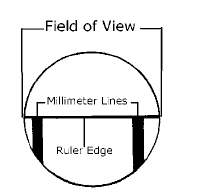 Field of View
Millimeter Lines
Ruler Edge